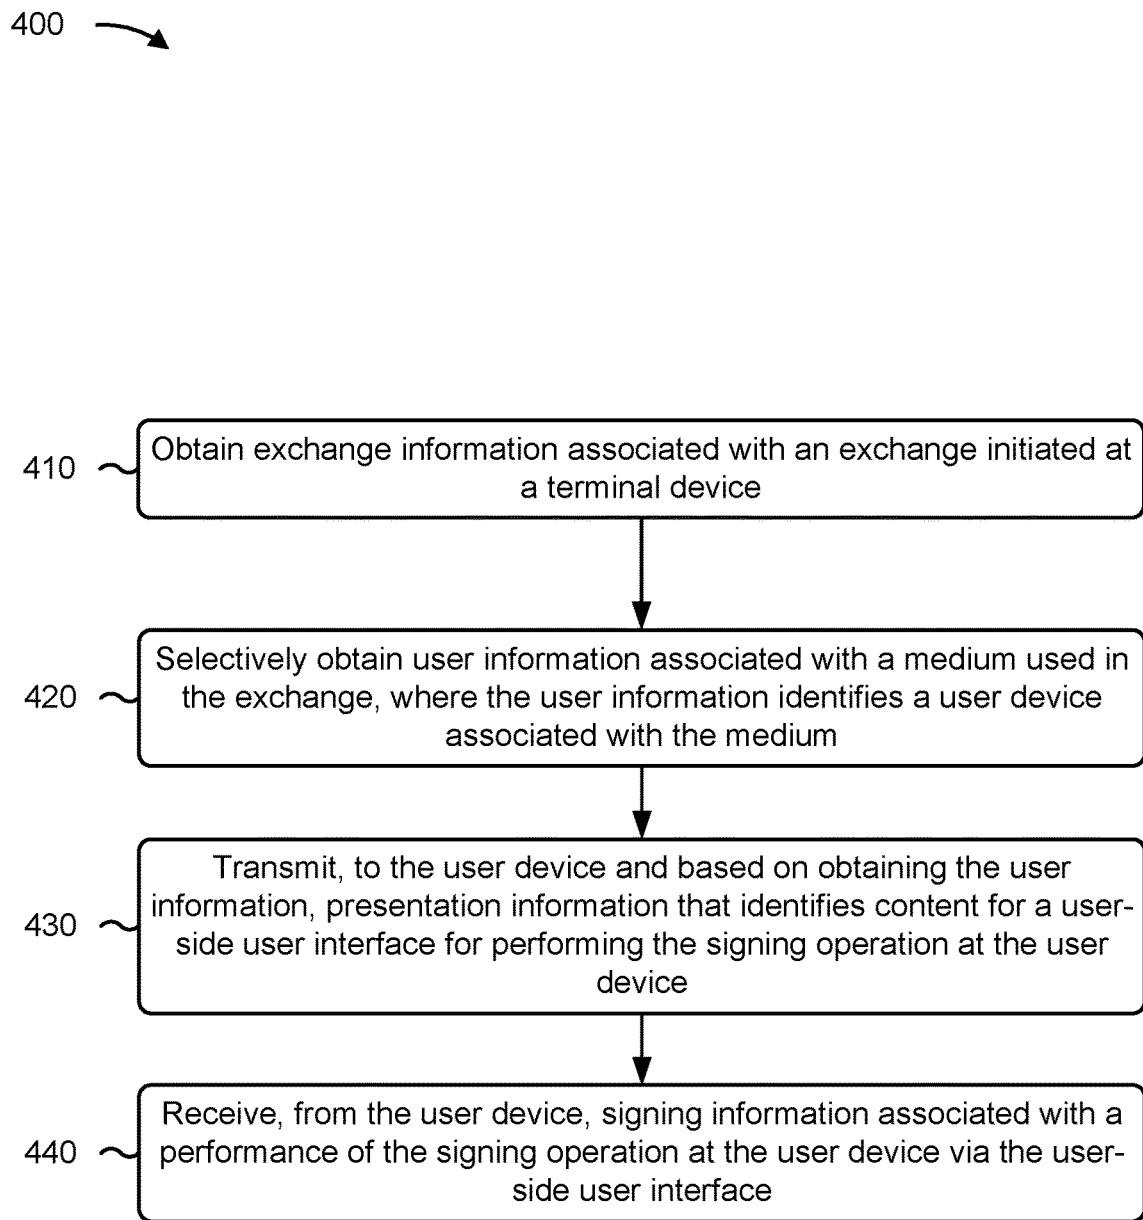 400
Obtain exchange information associated with an exchange initiated at
a terminal device
410
Selectively obtain user information associated with a medium used in
the exchange, where the user information identifies a user device
associated with the medium
420
Transmit, to the user device and based on obtaining the user
information, presentation information that identifies content for a user-
side user interface for performing the signing operation at the user
device
430
Receive, from the user device, signing information associated with a
performance of the signing operation at the user device via the user-
side user interface
440